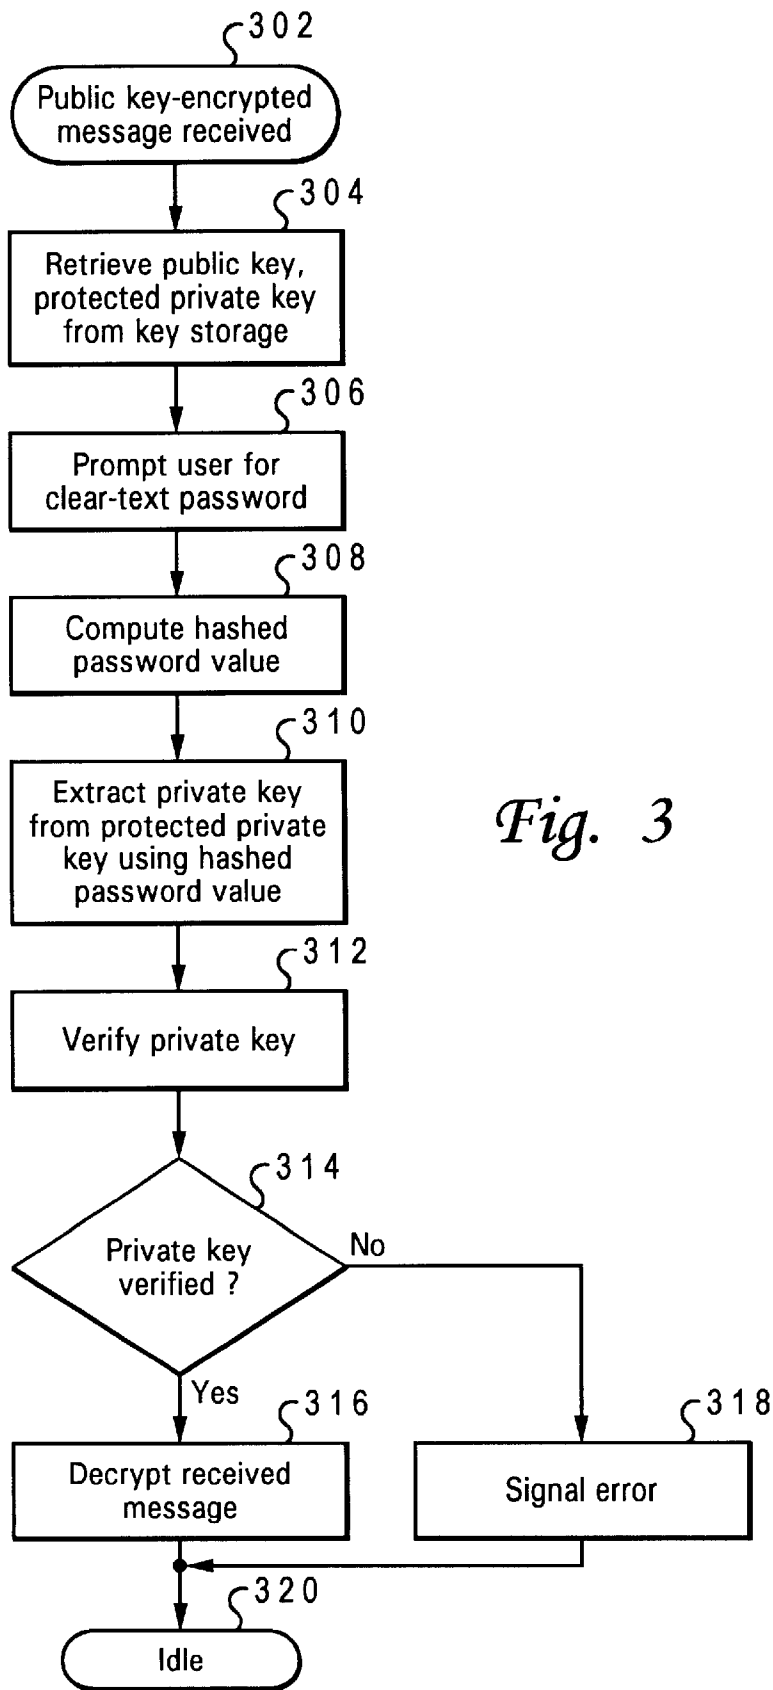 302
Public key-encrypted
message received
304
Retrieve public key,
protected private key
from key storage
306
Prompt user for
clear-text password
308
Compute hashed
password value
310
Extract private key
from protected private
key using hashed
password value
Fig. 3
312
Verify private key
314
Private key
verified ?
No
Yes
316
Decrypt received
message
318
Signal error
320
Idle